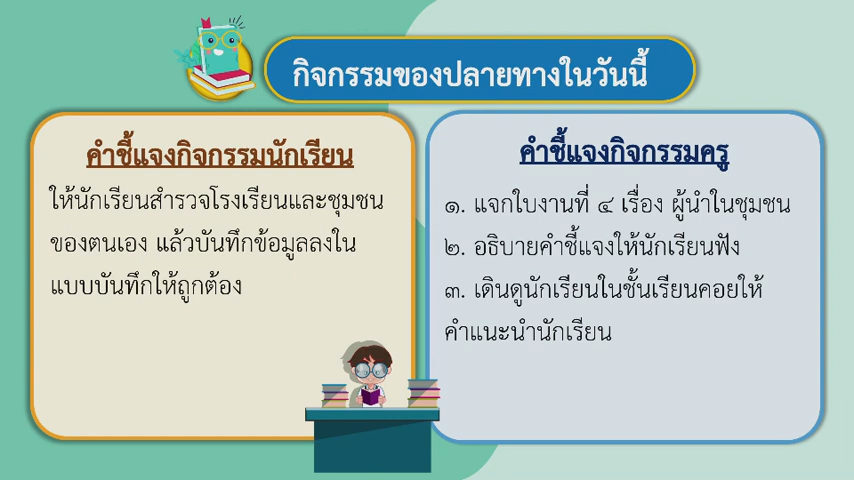 กิจกรรมของปลายทางในวันนี้
คำชี้แจงกิจกรรมนักเรียน
ให้นักเรียนสำรวจโรงเรียนและชุมชน
ของตนเอง แล้วบันทึกข้อมูลลงใน
แบบบันทึกให้ถูกต้อง
คำชี้แจงกิจกรรมครู
๑. แจกใบงานที่ ๔ เรื่อง ผู้นำในชุมชน
๒. อธิบายคำชี้แจงให้นักเรียนฟัง
๓. เดินดูนักเรียนในชั้นเรียนคอยให้
คำแนะนำนักเรียน